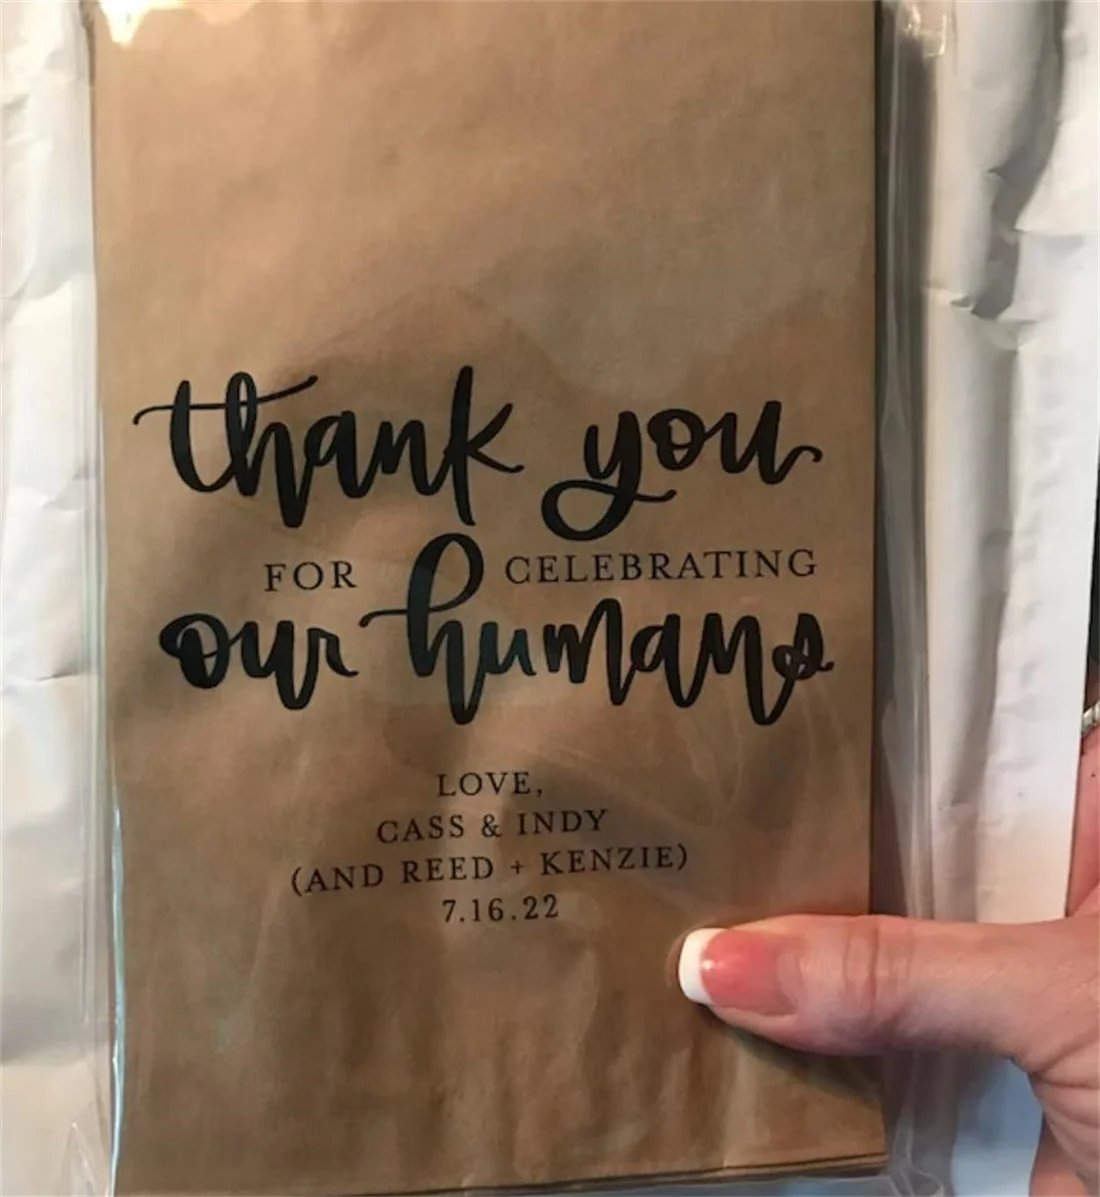 thank you
FOR CELEBRATING
our humans
LOVE,
CASS & INDY
(AND REED + KENZIE)
7.16.22